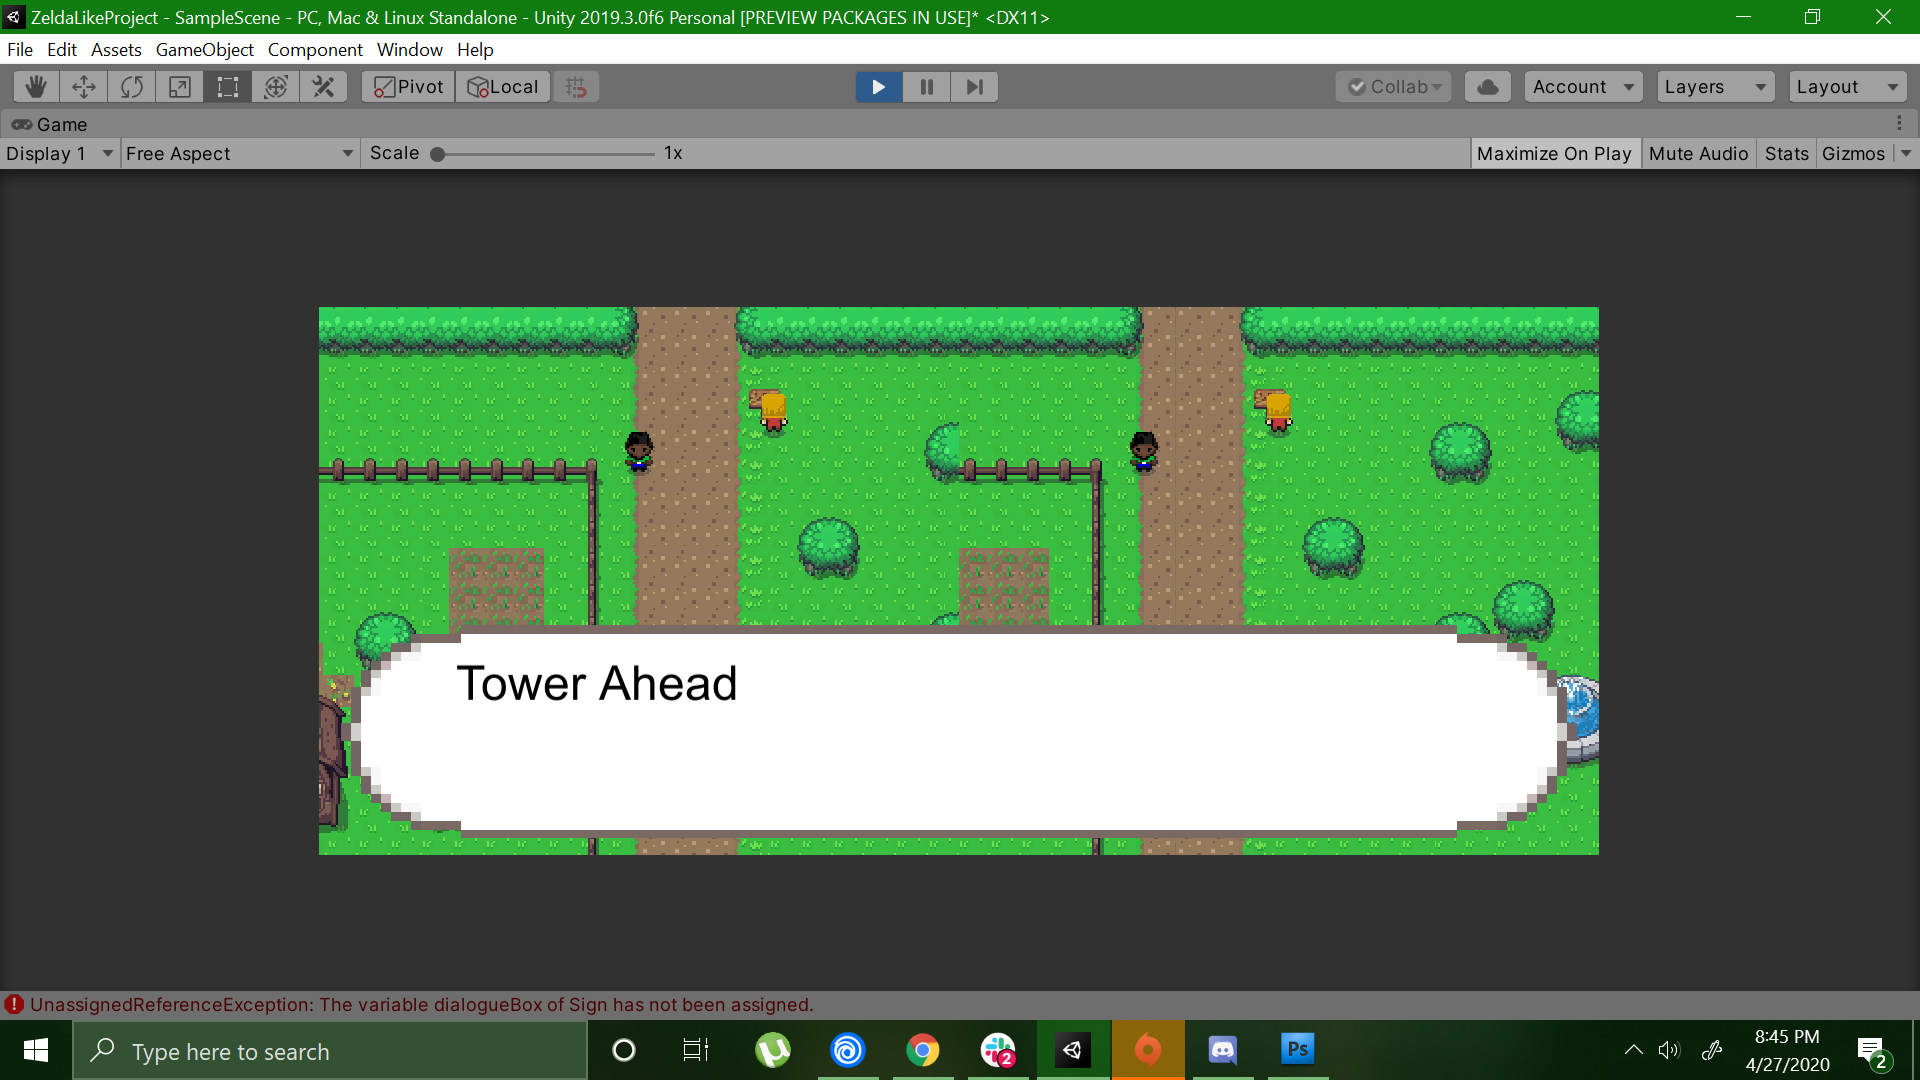 ZeldaLikeProject - SampleScene - PC, Mac & Linux Standalone - Unity 2019.3.0f6 Personal [PREVIEW PACKAGES IN USE]* <DX11>
File Edit Assets GameObject Component Window Help
Pivot Local Collab Account Layers Layout
Game
Display 1 Free Aspect Scale 1x Maximize On Play Mute Audio Stats Gizmos
Tower Ahead
UnassignedReferenceException: The variable dialogueBox of Sign has not been assigned.
Type here to search
2
Ps
8:45 PM
4/27/2020
2